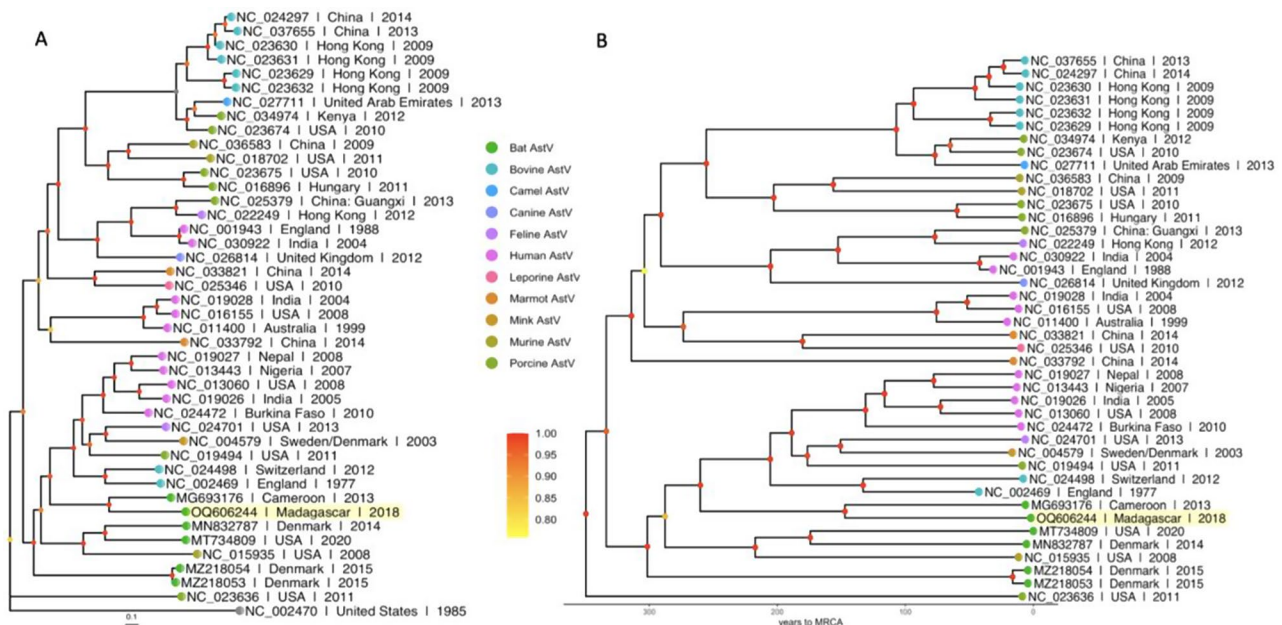 A
NC_024297 | China | 2014
NC_037655 | China | 2013
NC_023630 | Hong Kong | 2009
NC_023631 | Hong Kong | 2009
NC_023629 | Hong Kong | 2009
NC_023632 | Hong Kong | 2009
NC_027711 | United Arab Emirates | 2013
NC_034974 | Kenya | 2012
NC_023674 | USA | 2010
NC_036583 | China | 2009
NC_018702 | USA | 2011
NC_023675 | USA | 2010
NC_016896 | Hungary | 2011
NC_025379 | China: Guangxi | 2013
NC_022249 | Hong Kong | 2012
NC_001943 | England | 1988
NC_030922 | India | 2004
NC_026814 | United Kingdom | 2012
NC_033821 | China | 2014
NC_025346 | USA | 2010
NC_019028 | India | 2004
NC_016155 | USA | 2008
NC_011400 | Australia | 1999
NC_033792 | China | 2014
NC_019027 | Nepal | 2008
NC_013443 | Nigeria | 2007
NC_013060 | USA | 2008
NC_019026 | India | 2005
NC_024472 | Burkina Faso | 2010
NC_024701 | USA | 2013
NC_004579 | Sweden/Denmark | 2003
NC_019494 | USA | 2011
NC_024498 | Switzerland | 2012
NC_002469 | England | 1977
MG693176 | Cameroon | 2013
OQ606244 | Madagascar | 2018
MN832787 | Denmark | 2014
MT734809 | USA | 2020
NC_015935 | USA | 2008
MZ218054 | Denmark | 2015
MZ218053 | Denmark | 2015
NC_023636 | USA | 2011
NC_002470 | United States | 1985
0.1
Bat AstV
Bovine AstV
Camel AstV
Canine AstV
Feline AstV
Human AstV
Leporine AstV
Marmot AstV
Mink AstV
Murine AstV
Porcine AstV
1.00
0.95
0.90
0.85
0.80
B
NC_037655 | China | 2013
NC_024297 | China | 2014
NC_023630 | Hong Kong | 2009
NC_023631 | Hong Kong | 2009
NC_023632 | Hong Kong | 2009
NC_023629 | Hong Kong | 2009
NC_034974 | Kenya | 2012
NC_023674 | USA | 2010
NC_027711 | United Arab Emirates | 2013
NC_036583 | China | 2009
NC_018702 | USA | 2011
NC_023675 | USA | 2010
NC_016896 | Hungary | 2011
NC_025379 | China: Guangxi | 2013
NC_022249 | Hong Kong | 2012
NC_030922 | India | 2004
NC_001943 | England | 1988
NC_026814 | United Kingdom | 2012
NC_019028 | India | 2004
NC_016155 | USA | 2008
NC_011400 | Australia | 1999
NC_033821 | China | 2014
NC_025346 | USA | 2010
NC_033792 | China | 2014
NC_019027 | Nepal | 2008
NC_013443 | Nigeria | 2007
NC_019026 | India | 2005
NC_013060 | USA | 2008
NC_024472 | Burkina Faso | 2010
NC_024701 | USA | 2013
NC_004579 | Sweden/Denmark | 2003
NC_019494 | USA | 2011
NC_024498 | Switzerland | 2012
NC_002469 | England | 1977
MG693176 | Cameroon | 2013
OQ606244 | Madagascar | 2018
MT734809 | USA | 2020
MN832787 | Denmark | 2014
NC_015935 | USA | 2008
MZ218054 | Denmark | 2015
MZ218053 | Denmark | 2015
NC_023636 | USA | 2011
300 200 100 0
years to MRCA